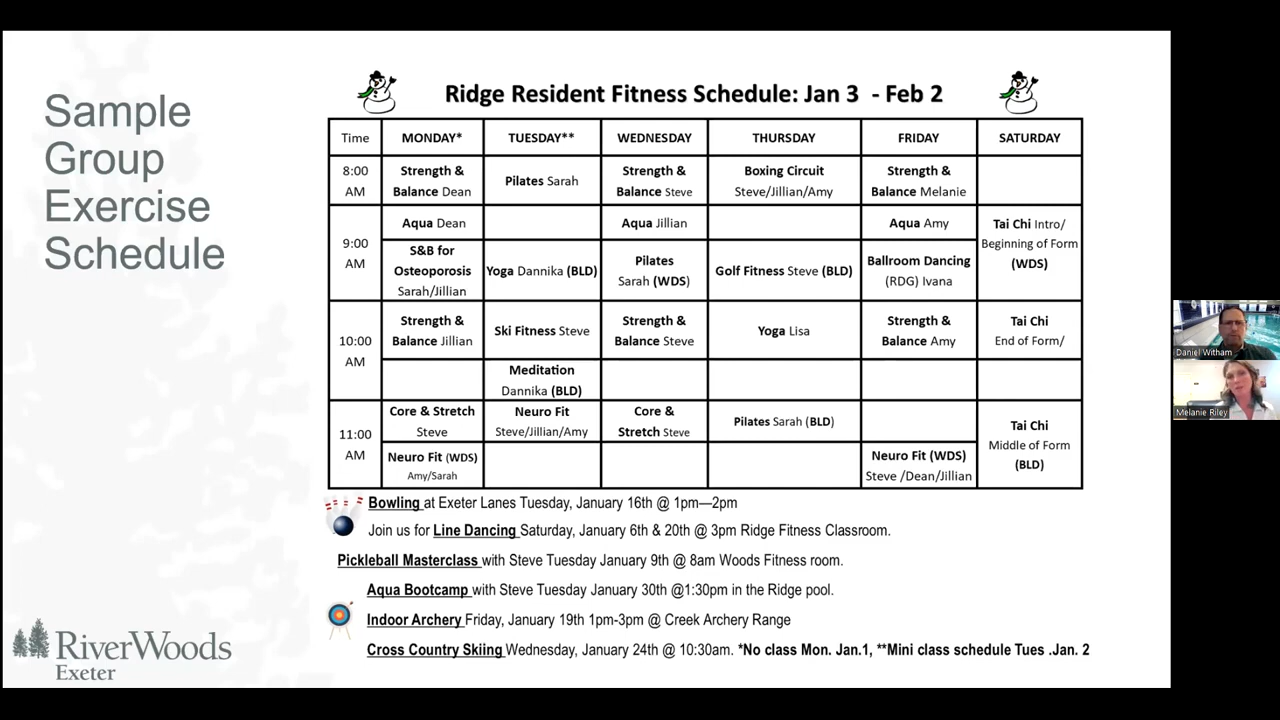 Sample
Group
Exercise
Schedule
Ridge Resident Fitness Schedule: Jan 3 - Feb 2
Time MONDAY* TUESDAY** WEDNESDAY THURSDAY FRIDAY SATURDAY
8:00 AM
Strength & Balance Dean
Pilates Sarah
Strength & Balance Steve
Boxing Circuit Steve/Jillian/Amy
Strength & Balance Melanie
9:00 AM
Aqua Dean
Aqua Jillian
Aqua Amy
Tai Chi Intro/ Beginning of Form (WDS)
S&B for Osteoporosis Sarah/Jillian
Yoga Dannika (BLD)
Pilates Sarah (WDS)
Golf Fitness Steve (BLD)
Ballroom Dancing (RDG) Ivana
10:00 AM
Strength & Balance Jillian
Ski Fitness Steve
Strength & Balance Steve
Yoga Lisa
Strength & Balance Amy
Tai Chi End of Form/
Meditation Dannika (BLD)
11:00 AM
Core & Stretch Steve
Neuro Fit Steve/Jillian/Amy
Core & Stretch Steve
Pilates Sarah (BLD)
Tai Chi Middle of Form (BLD)
Neuro Fit (WDS) Amy/Sarah
Neuro Fit (WDS) Steve /Dean/Jillian
Bowling at Exeter Lanes Tuesday, January 16th @ 1pm—2pm
Join us for Line Dancing Saturday, January 6th & 20th @ 3pm Ridge Fitness Classroom.
Pickleball Masterclass with Steve Tuesday January 9th @ 8am Woods Fitness room.
Aqua Bootcamp with Steve Tuesday January 30th @1:30pm in the Ridge pool.
Indoor Archery Friday, January 19th 1pm-3pm @ Creek Archery Range
Cross Country Skiing Wednesday, January 24th @ 10:30am. *No class Mon. Jan.1, **Mini class schedule Tues .Jan. 2
RiverWoods
Exeter
Daniel Witham
Melanie Riley